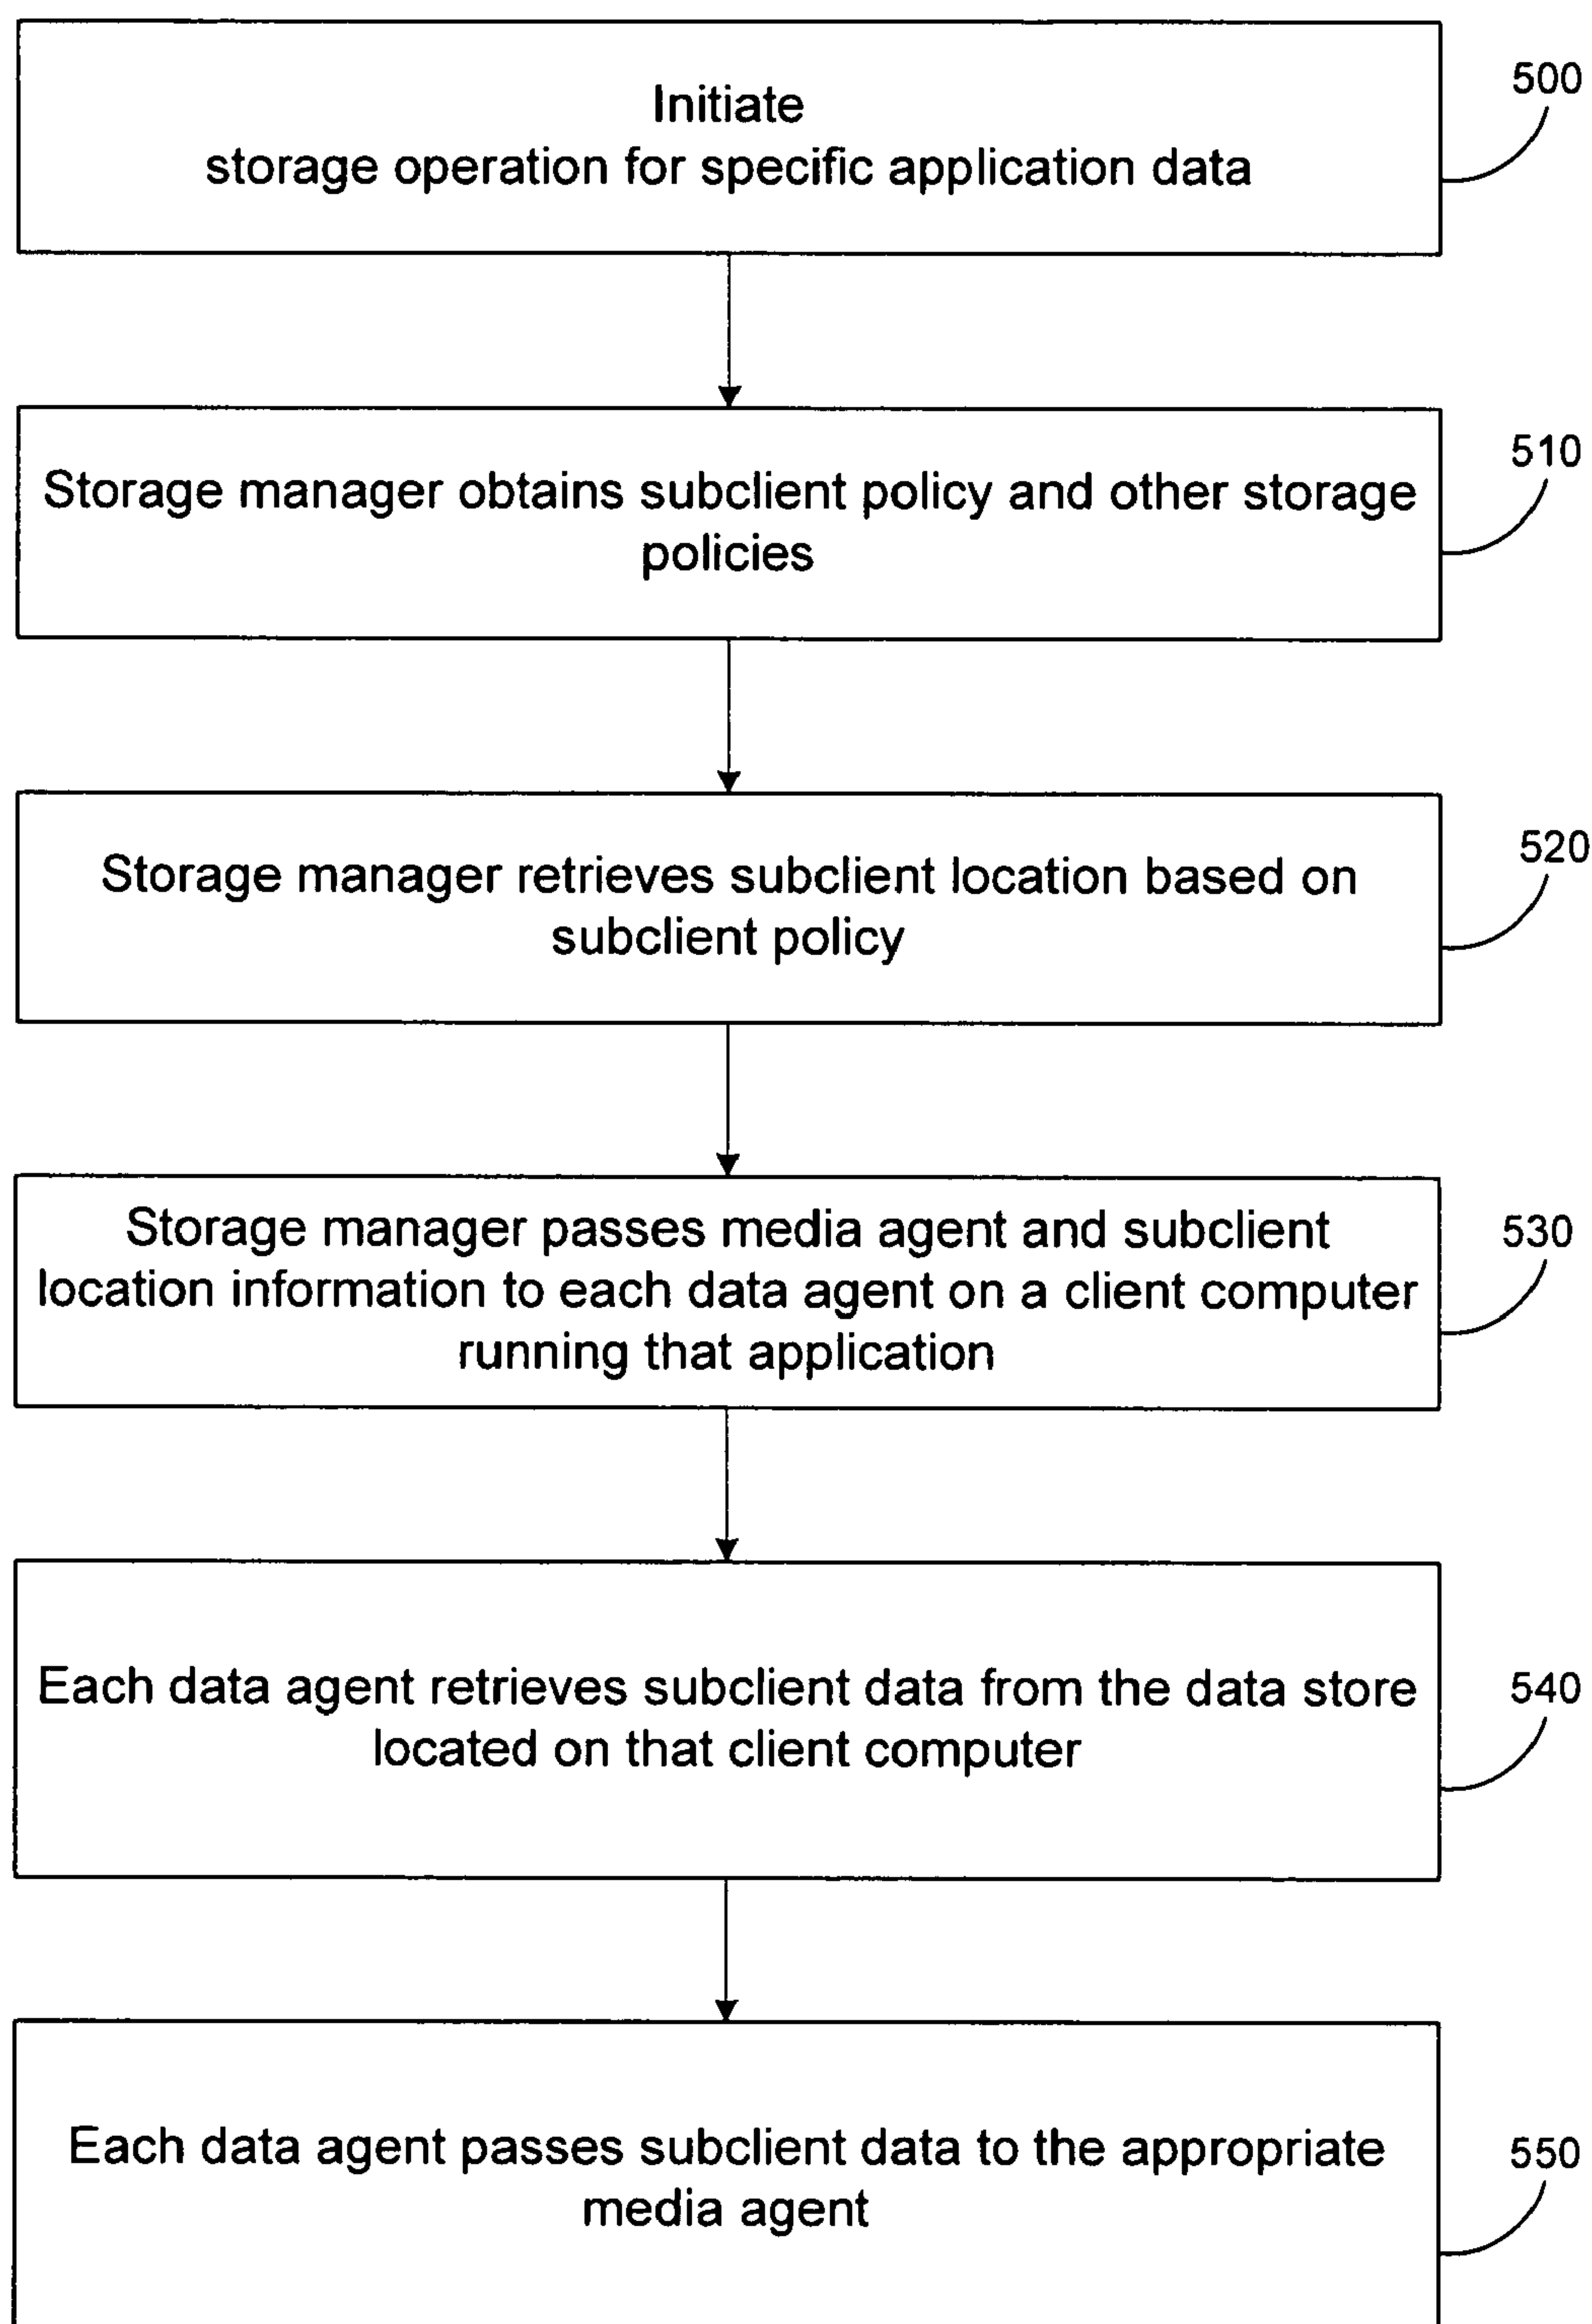 Initiate
storage operation for specific application data
500
Storage manager obtains subclient policy and other storage
policies
510
Storage manager retrieves subclient location based on
subclient policy
520
Storage manager passes media agent and subclient
location information to each data agent on a client computer
running that application
530
Each data agent retrieves subclient data from the data store
located on that client computer
540
Each data agent passes subclient data to the appropriate
media agent
550